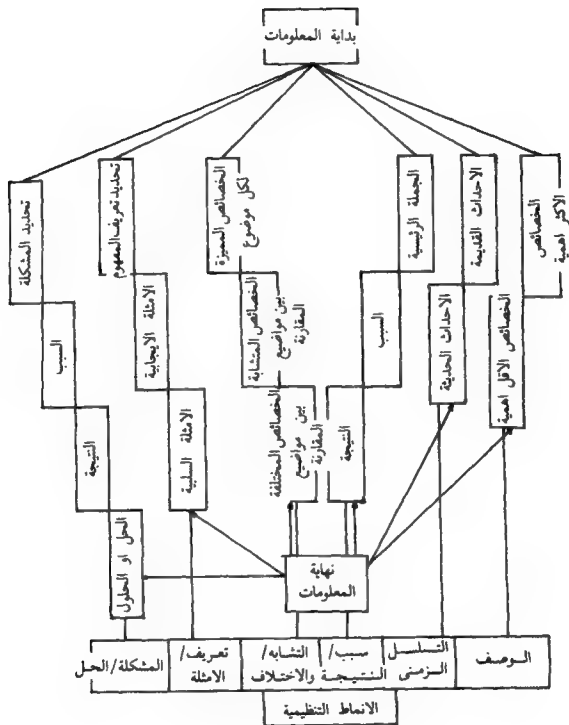 بداية المعلومات
الخصائص
الاكثر اهمية
الخصائص الاقل اهمية
الاحداث القديمة
الاحداث الحديثة
الجملة الرئيسية
السبب
النتيجة
الخصائص المميزة
لكل موضوع
الخصائص المتشابة
بين مواضيع
المقارنة
الخصائص المختلفة
بين مواضيع
المقارنة
تحديد تعريف المفهوم
الامثلة الايجابية
الامثلة السلبية
تحديد المشكلة
السبب
النتيجة
الحل او الحلول
نهاية
المعلومات
الوصف
التسلسل
الزمنى
سبب/
النتيجة
التشابه/
والاختلاف
تعريف/
الامثلة
المشكلة/الحل
الانماط التنظيمية